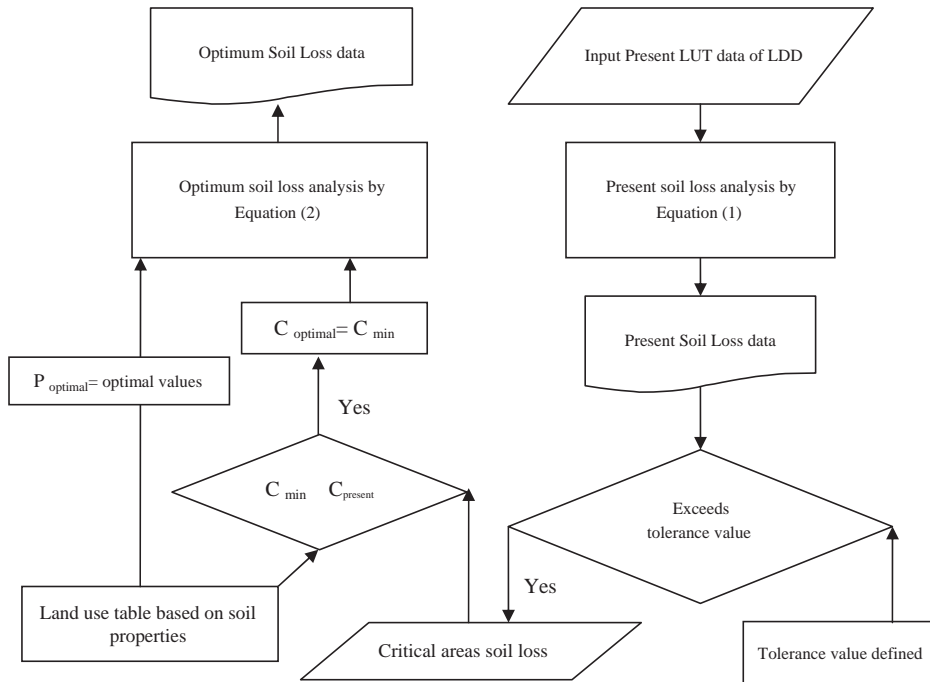 Optimum Soil Loss data
Input Present LUT data of LDD
Optimum soil loss analysis by
Equation (2)
Present soil loss analysis by
Equation (1)
C optimal= C min
Present Soil Loss data
P optimal= optimal values
Yes
C min C present
Exceeds
tolerance value
Yes
Land use table based on soil
properties
Critical areas soil loss
Tolerance value defined